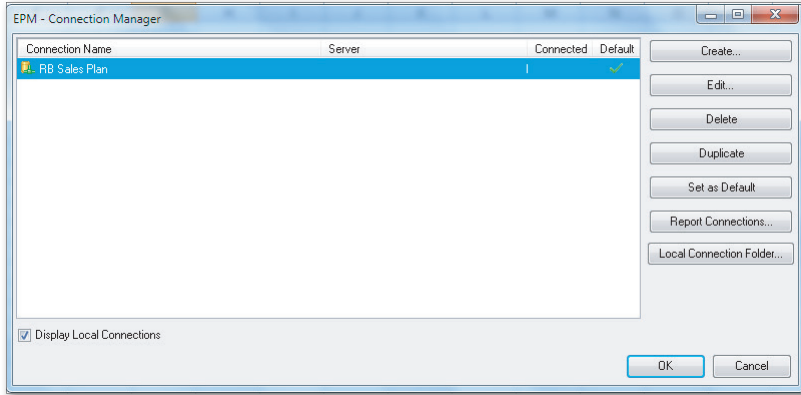 EPM - Connection Manager
Connection Name Server Connected Default
RB Sales Plan
Create...
Edit...
Delete
Duplicate
Set as Default
Report Connections...
Local Connection Folder...
Display Local Connections
OK Cancel